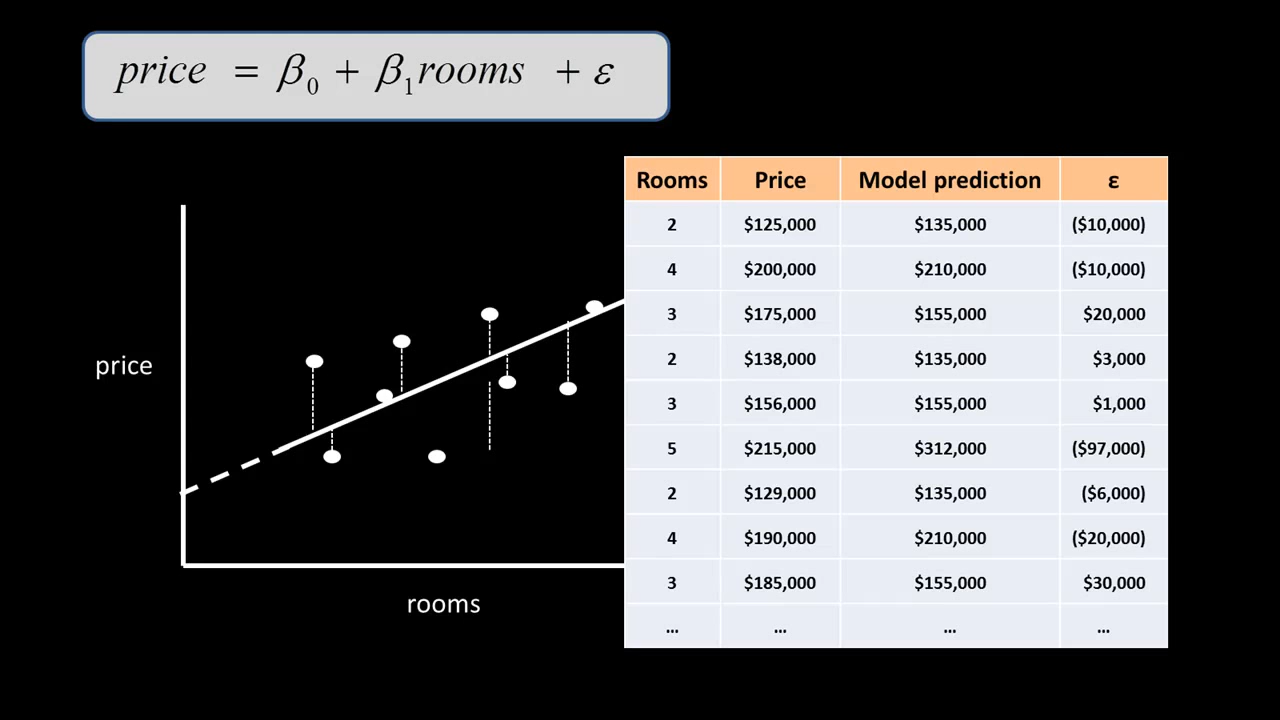 price = β0 + β1rooms + ε
Rooms Price Model prediction ε
2 $125,000 $135,000 ($10,000)
4 $200,000 $210,000 ($10,000)
3 $175,000 $155,000 $20,000
2 $138,000 $135,000 $3,000
3 $156,000 $155,000 $1,000
5 $215,000 $312,000 ($97,000)
2 $129,000 $135,000 ($6,000)
4 $190,000 $210,000 ($20,000)
3 $185,000 $155,000 $30,000
... ... ... ...
price
rooms